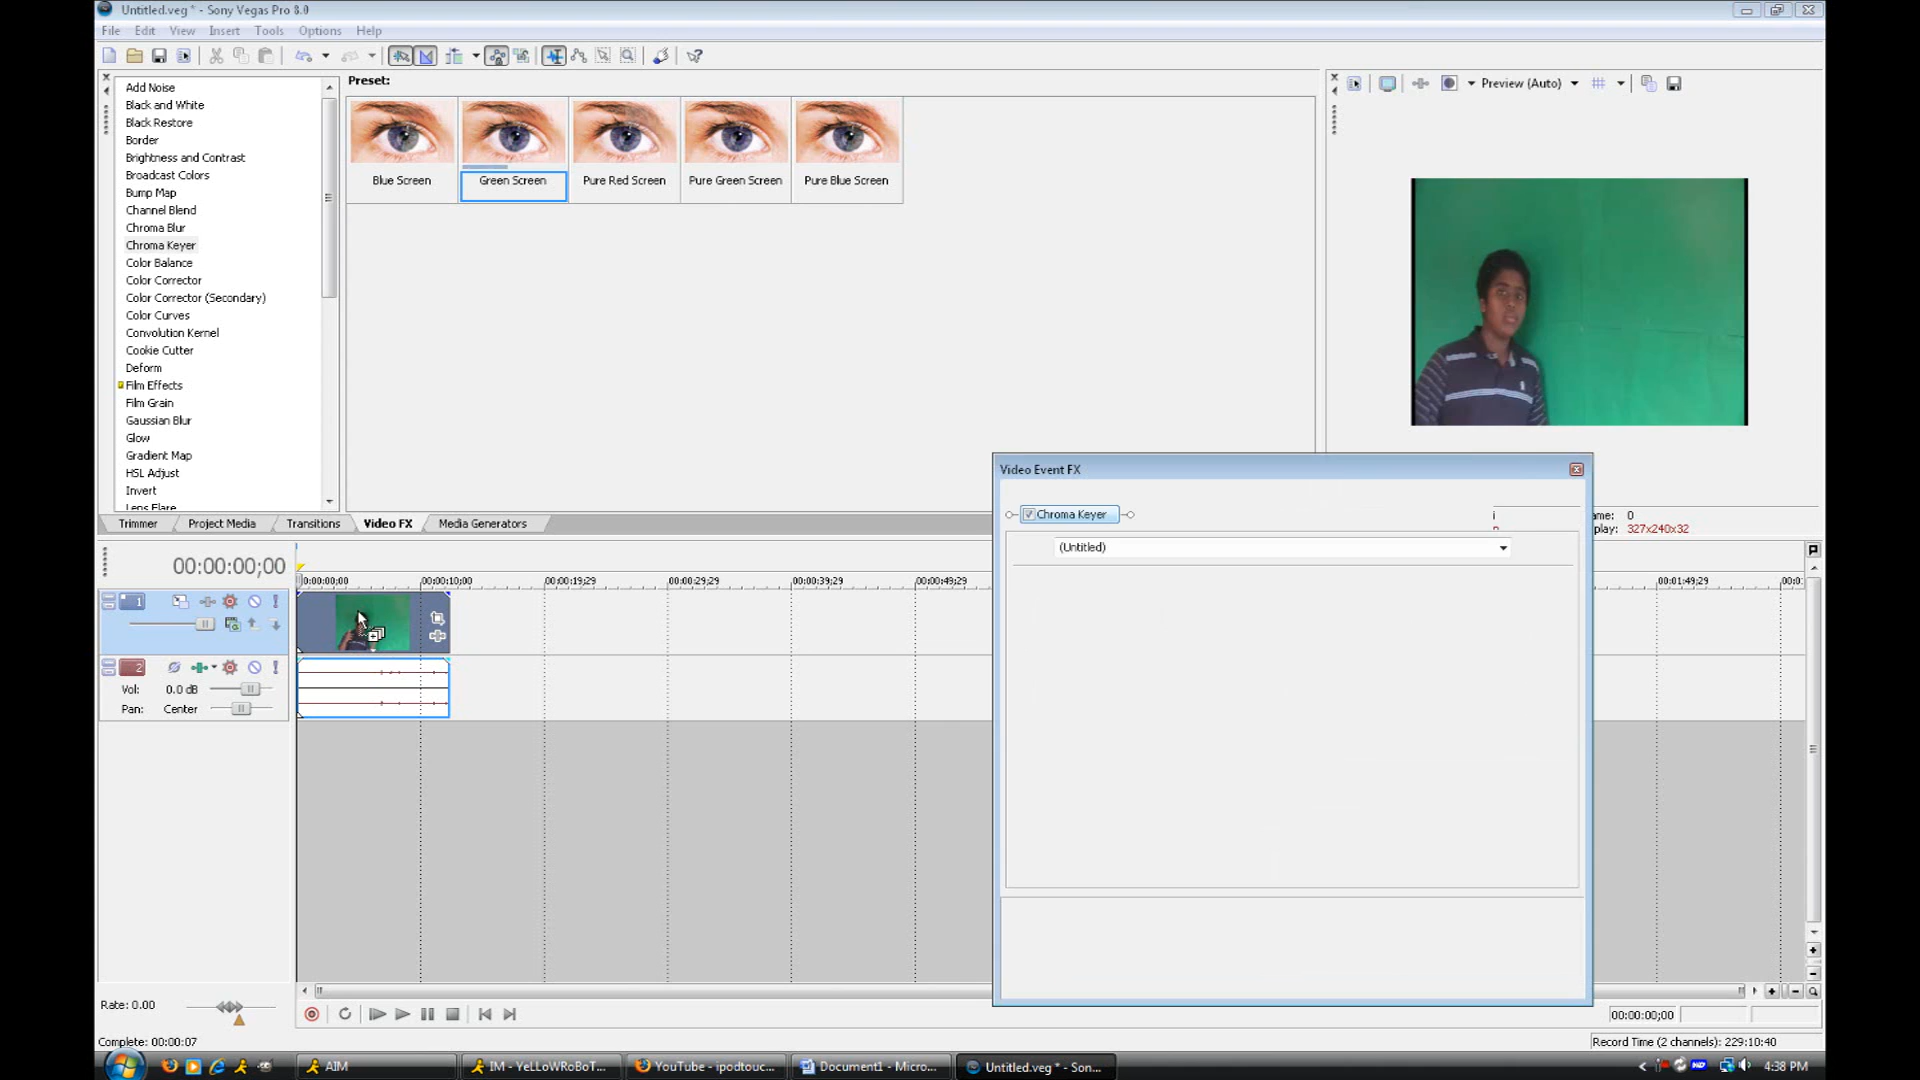 Untitled.veg * - Sony Vegas Pro 8.0
File Edit View Insert Tools Options Help
Preset:
Preview (Auto)
Add Noise
Black and White
Black Restore
Border
Brightness and Contrast
Broadcast Colors
Bump Map
Channel Blend
Chroma Blur
Chroma Keyer
Color Balance
Color Corrector
Color Corrector (Secondary)
Color Curves
Convolution Kernel
Cookie Cutter
Deform
Film Effects
Film Grain
Gaussian Blur
Glow
Gradient Map
HSL Adjust
Invert
Lens Flare
Blue Screen Green Screen Pure Red Screen Pure Green Screen Pure Blue Screen
Trimmer Project Media Transitions Video FX Media Generators
Video Event FX
Chroma Keyer
(Untitled)
ame: 0
play: 327x240x32
00:00:00;00
0:00:00;00 00:00:10;00 00:00:19;29 00:00:29;29 00:00:39;29 00:00:49;29 00:01:49;29
1
2
Vol: 0.0 dB
Pan: Center
Rate: 0.00
00:00:00;00
Complete: 00:00:07
Record Time (2 channels): 229:10:40
AIM
IM - YeLLoWRoBoT...
YouTube - ipodtouc...
Document1 - Micro...
Untitled.veg * - Son...
4:38 PM